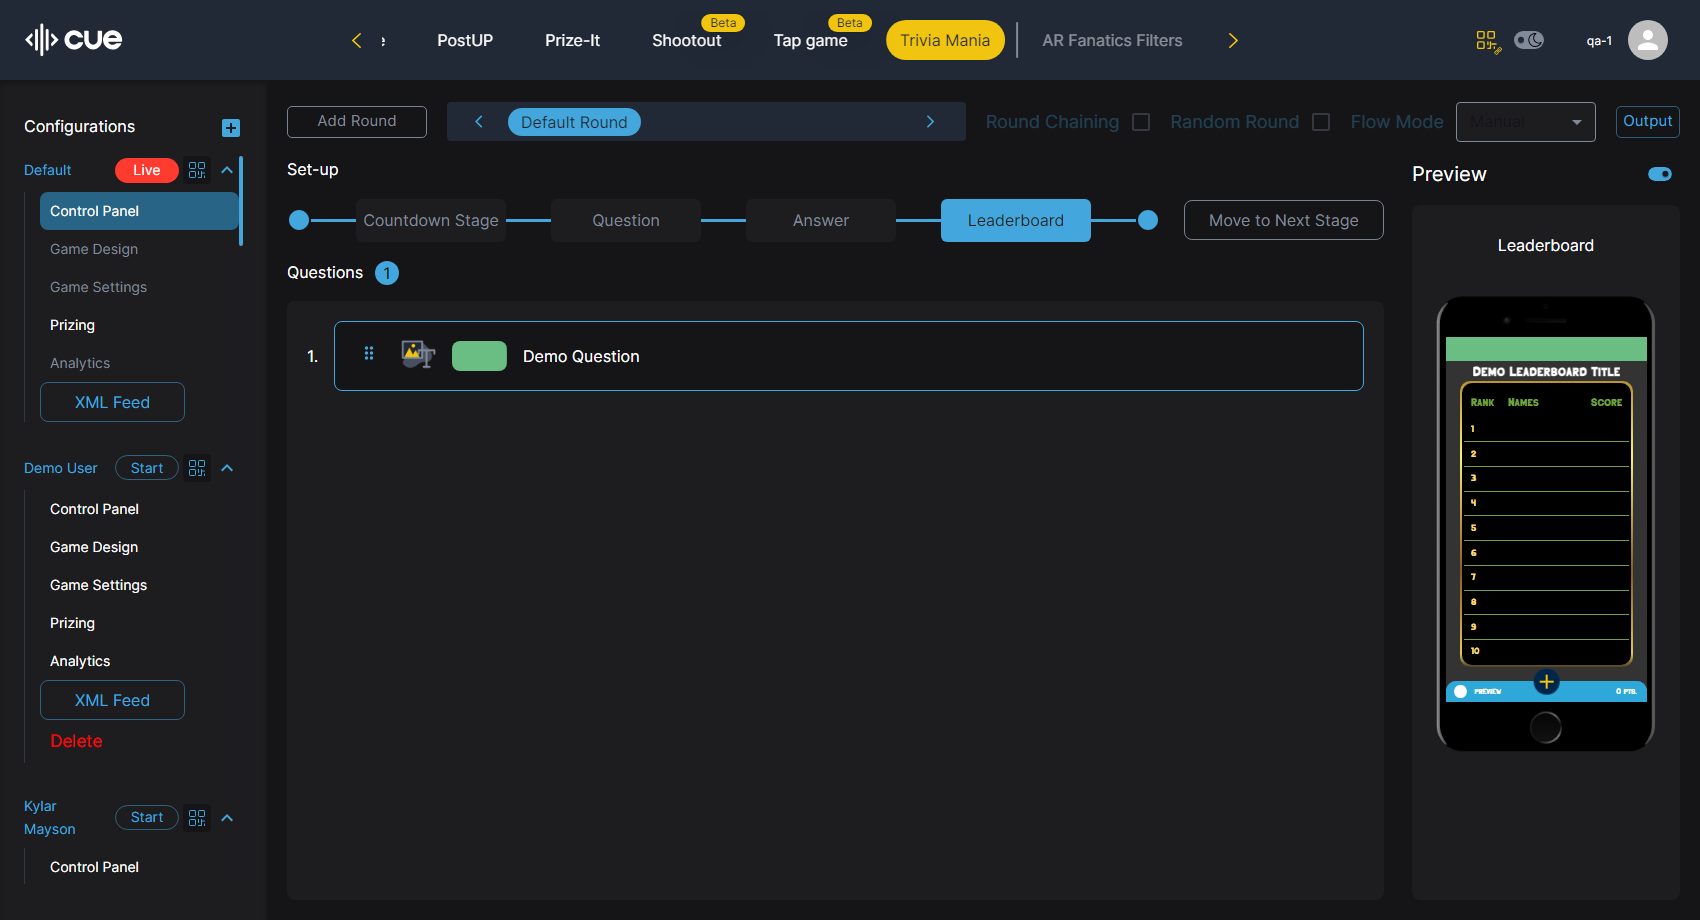 cue
PostUP
Prize-It
Shootout
Beta
Tap game
Beta
Trivia Mania
AR Fanatics Filters
qa-1
Configurations
Default
Live
Control Panel
Game Design
Game Settings
Prizing
Analytics
XML Feed
Demo User
Start
Control Panel
Game Design
Game Settings
Prizing
Analytics
XML Feed
Delete
Kylar
Mayson
Start
Control Panel
Add Round
Default Round
Round Chaining
Random Round
Flow Mode
Manual
Output
Set-up
Countdown Stage
Question
Answer
Leaderboard
Move to Next Stage
Questions 1
1.
Demo Question
Preview
Leaderboard
Demo Leaderboard Title
Rank Names Score
1
2
3
4
5
6
7
8
9
10
PREVIEW
0 PTS.